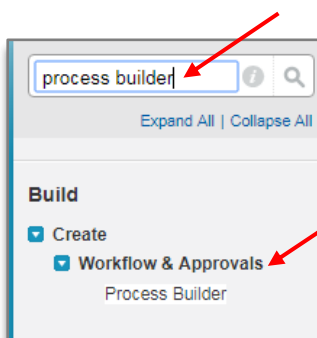 process builder
Expand All | Collapse All
Build
Create
Workflow & Approvals
Process Builder